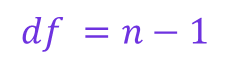 df = n − 1